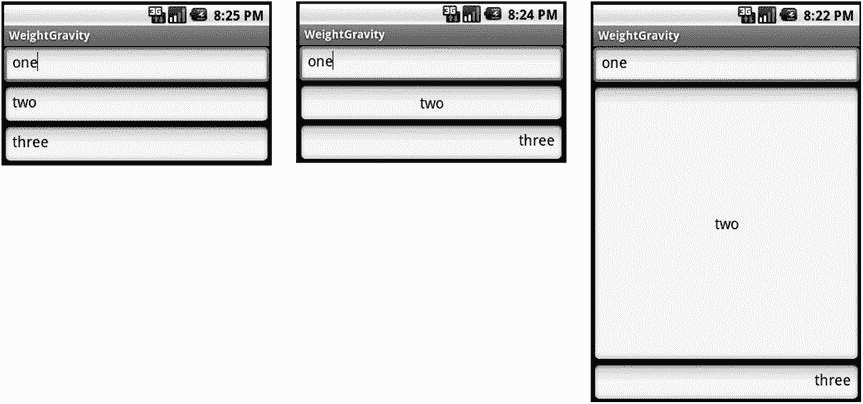 3G 8:25 PM
WeightGravity
one
two
three
3G 8:24 PM
WeightGravity
one
two
three
3G 8:22 PM
WeightGravity
one
two
three